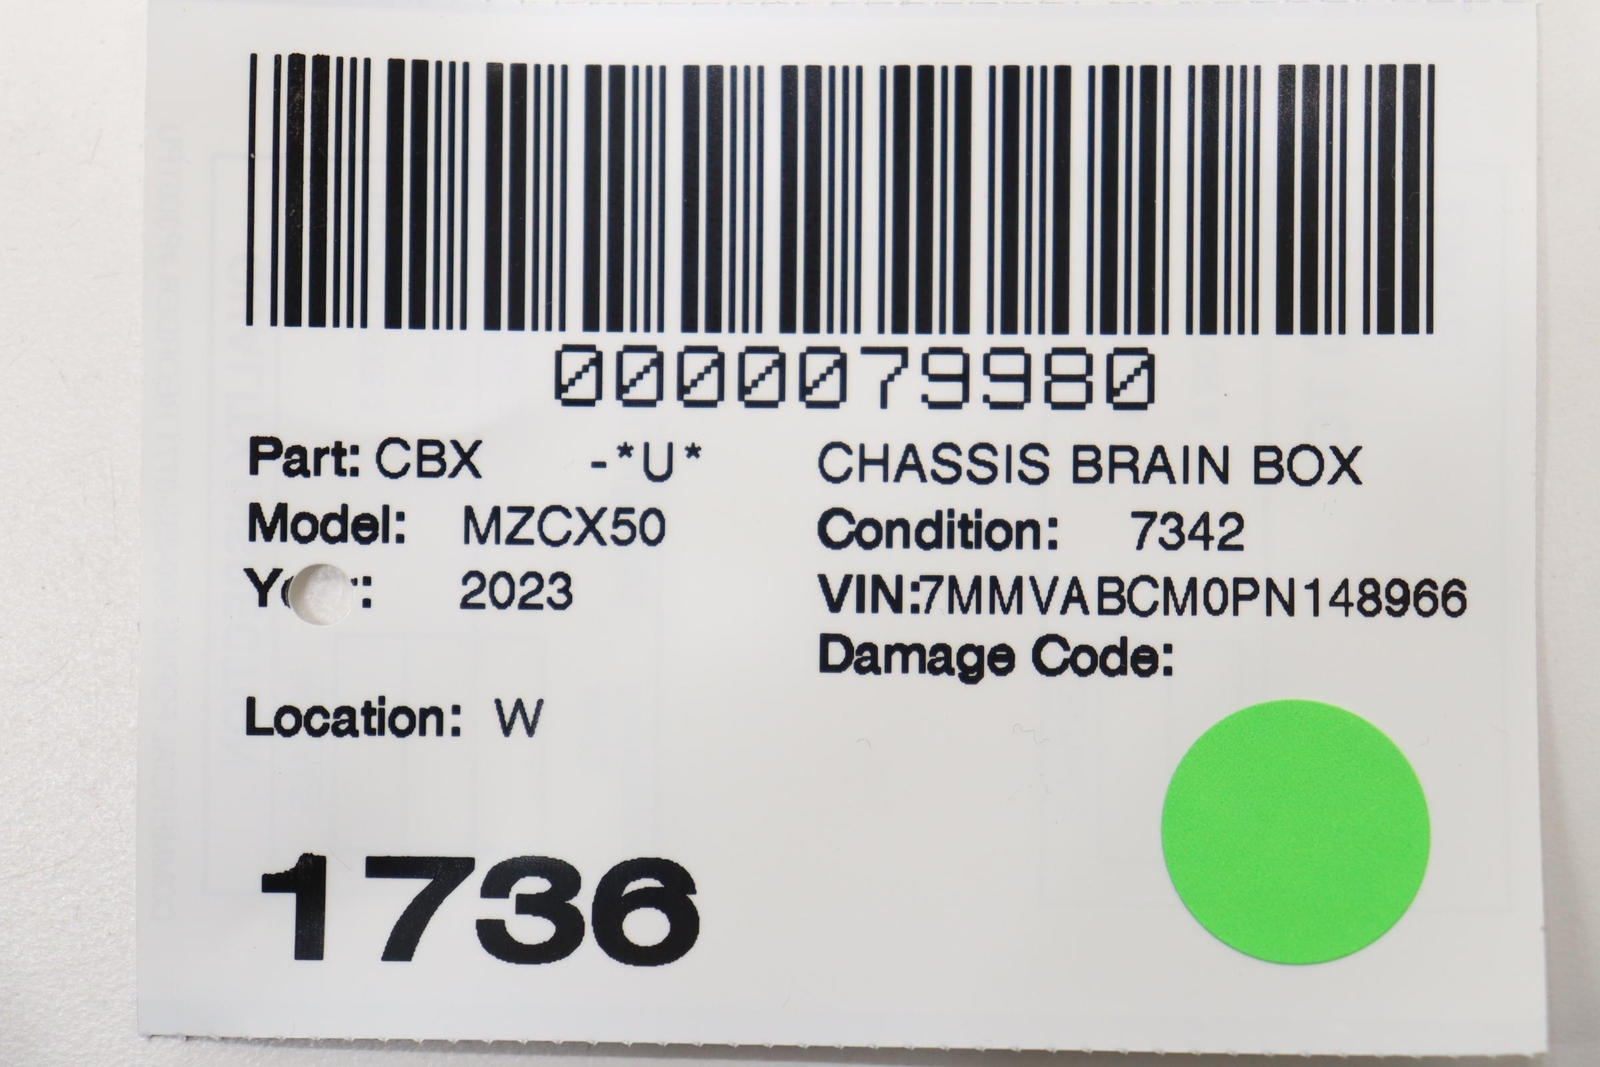 0000079980
Part: CBX -*U* CHASSIS BRAIN BOX
Model: MZCX50 Condition: 7342
2023 VIN:7MMVABCM0PN148966
Damage Code:
Location: W
1736